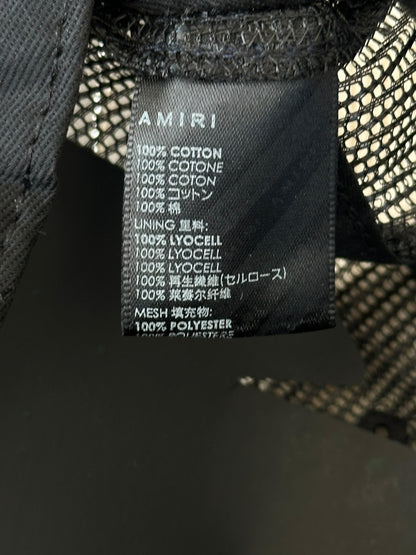 AMIRI
100% COTTON
100% COTONE
100% COTON
100% コットン
100% 棉
LINING 里料:
100% LYOCELL
100% LYOCELL
100% LYOCELL
100% 再生繊維(セルロース)
100% 莱赛尔纤维
MESH 填充物:
100% POLYESTER
100% POLIESTERE